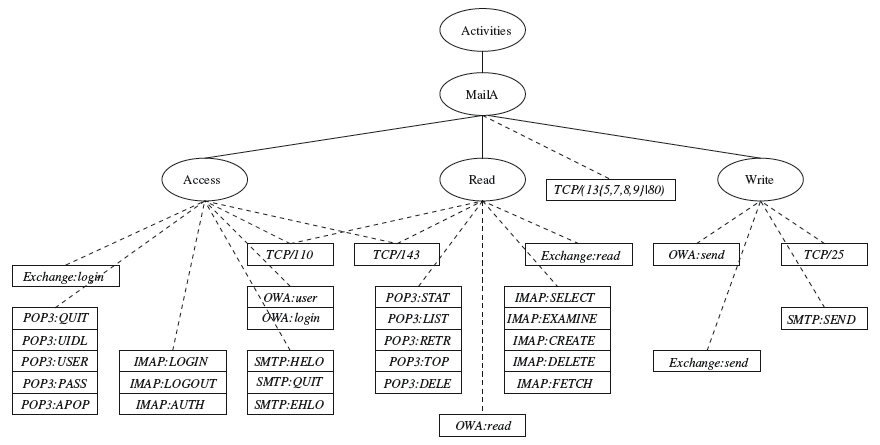 Activities
MailA
Access
Read
TCP/(13{5,7,8,9}|80)
Write
Exchange:login
TCP/110
TCP/143
Exchange:read
OWA:send
TCP/25
POP3:QUIT
POP3:UIDL
POP3:USER
POP3:PASS
POP3:APOP
IMAP:LOGIN
IMAP:LOGOUT
IMAP:AUTH
OWA:user
OWA:login
SMTP:HELO
SMTP:QUIT
SMTP:EHLO
POP3:STAT
POP3:LIST
POP3:RETR
POP3:TOP
POP3:DELE
IMAP:SELECT
IMAP:EXAMINE
IMAP:CREATE
IMAP:DELETE
IMAP:FETCH
OWA:read
Exchange:send
SMTP:SEND